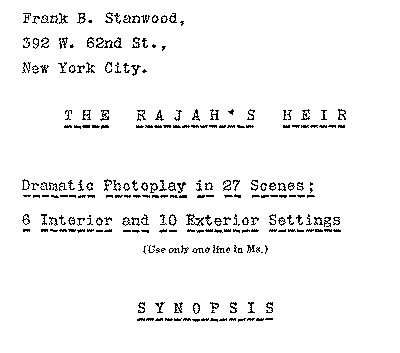 Frank B. Stanwood,
392 W. 62nd St.,
New York City.
THE RAJAH'S HEIR
Dramatic Photoplay in 27 Scenes;
6 Interior and 10 Exterior Settings
(Use only one line in Ms.)
SYNOPSIS